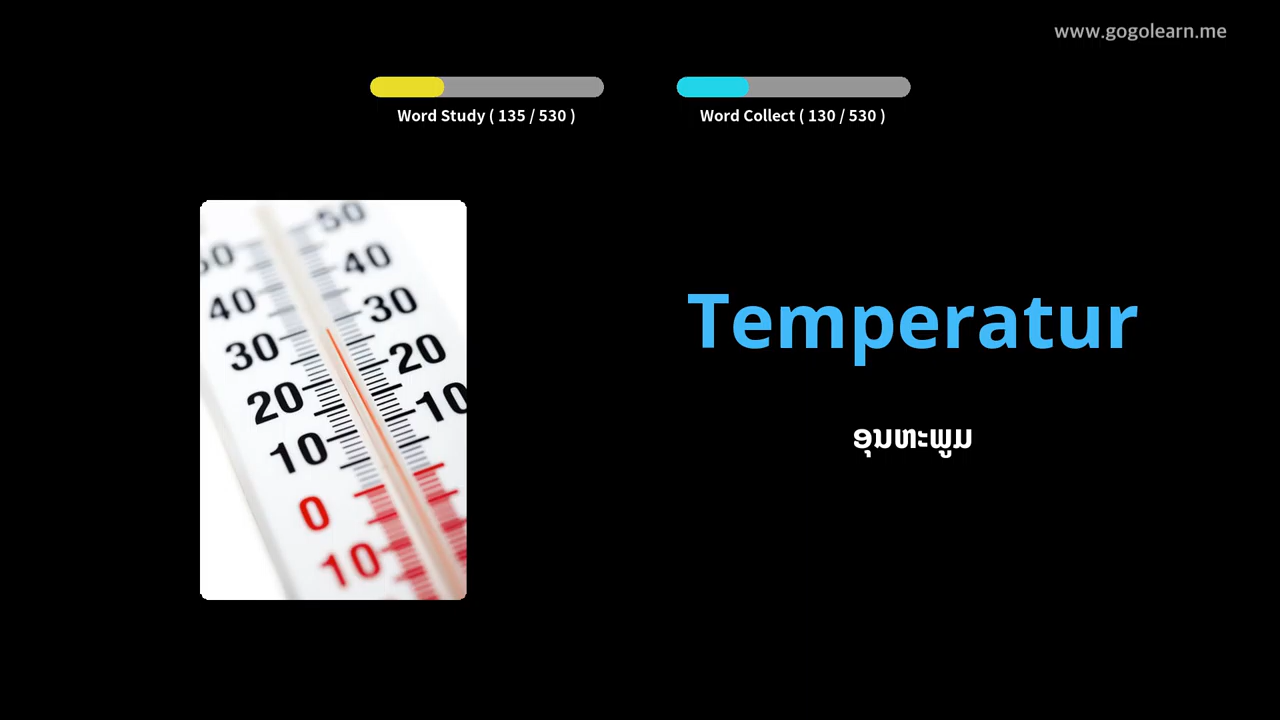 www.gogolearn.me
Word Study ( 135 / 530 )
Word Collect ( 130 / 530 )
50
50
40
40
30
30
20
20
10
10
0
10
Temperatur
ອຸນຫະພູມ